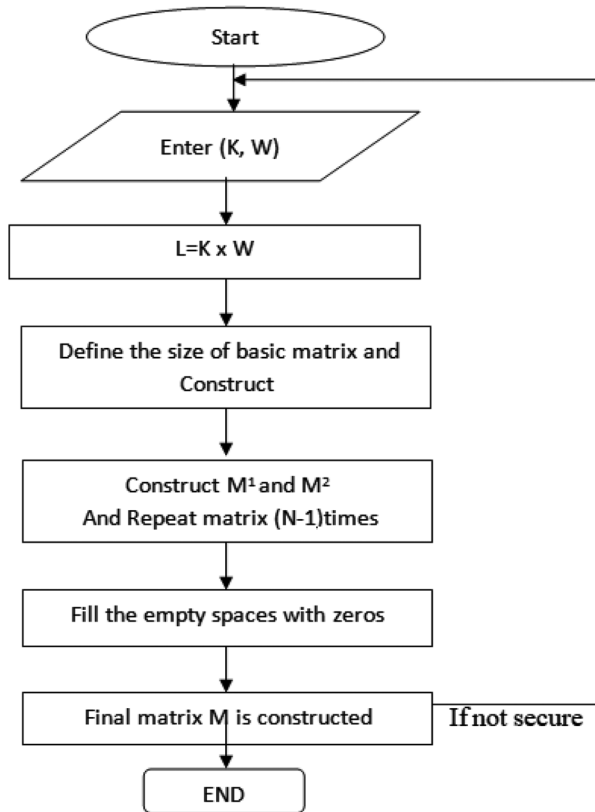 Start
Enter (K, W)
L=K x W
Define the size of basic matrix and
Construct
Construct M¹ and M²
And Repeat matrix (N-1)times
Fill the empty spaces with zeros
Final matrix M is constructed
If not secure
END